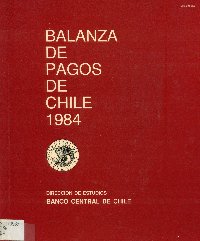 BALANZA
DE
PAGOS
DE
CHILE
1984
DIRECCION DE ESTUDIOS
BANCO CENTRAL DE CHILE